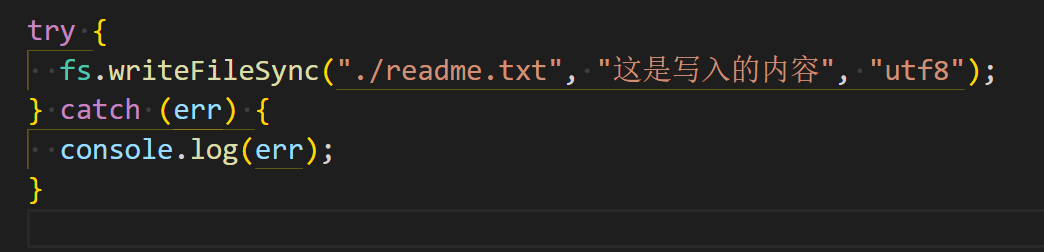 try {
  fs.writeFileSync("./readme.txt", "这是写入的内容", "utf8");
} catch (err) {
  console.log(err);
}